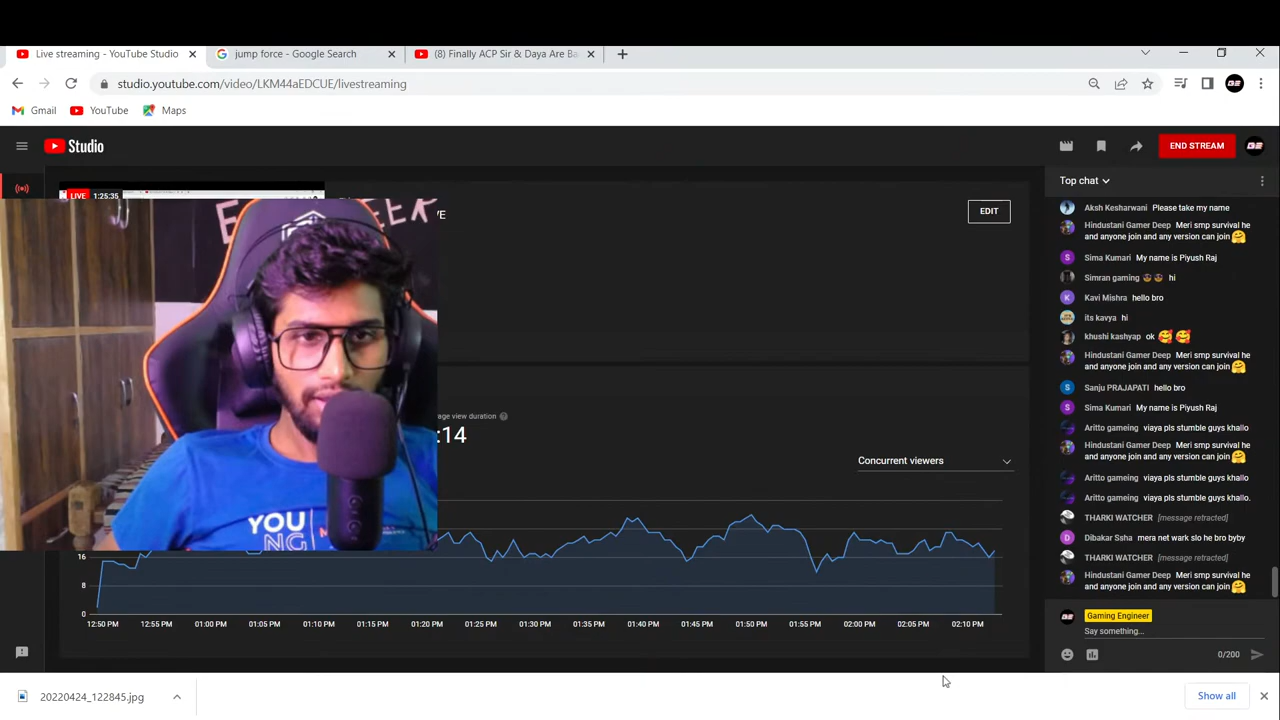 Live streaming - YouTube Studio
jump force - Google Search
(8) Finally ACP Sir & Daya Are Ba
studio.youtube.com/video/LKM44aEDCUE/livestreaming
Gmail
YouTube
Maps
Studio
END STREAM
GE
LIVE 1:25:35
VE
EDIT
age view duration
:14
Concurrent viewers
YOU
NG
16
8
0
12:50 PM 12:55 PM 01:00 PM 01:05 PM 01:10 PM 01:15 PM 01:20 PM 01:25 PM 01:30 PM 01:35 PM 01:40 PM 01:45 PM 01:50 PM 01:55 PM 02:00 PM 02:05 PM 02:10 PM
Top chat
Aksh Kesharwani Please take my name
Hindustani Gamer Deep Meri smp survival he
and anyone join and any version can join 🤗
Sima Kumari My name is Piyush Raj
Simran gaming 😎😎 hi
Kavi Mishra hello bro
its kavya hi
khushi kashyap ok 🥰 🥰
Hindustani Gamer Deep Meri smp survival he
and anyone join and any version can join 🤗
Sanju PRAJAPATI hello bro
Sima Kumari My name is Piyush Raj
Aritto gameing viaya pls stumble guys khallo
Hindustani Gamer Deep Meri smp survival he
and anyone join and any version can join 🤗
Aritto gameing viaya pls stumble guys khallo
Aritto gameing viaya pls stumble guys khallo.
THARKI WATCHER [message retracted]
Dibakar Ssha mera net wark slo he bro byby
THARKI WATCHER [message retracted]
Hindustani Gamer Deep Meri smp survival he
and anyone join and any version can join 🤗
Gaming Engineer
Say something...
0/200
20220424_122845.jpg
Show all